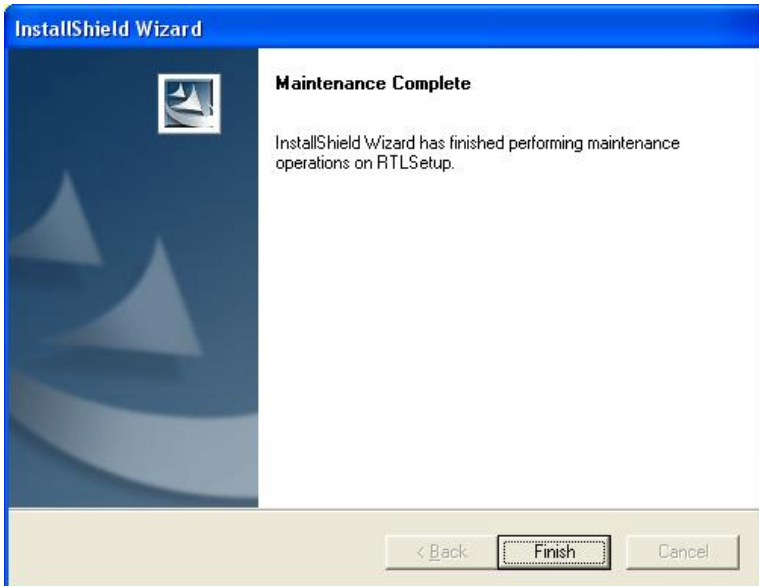 InstallShield Wizard
Maintenance Complete
InstallShield Wizard has finished performing maintenance
operations on RTLSetup.
< Back
Finish
Cancel